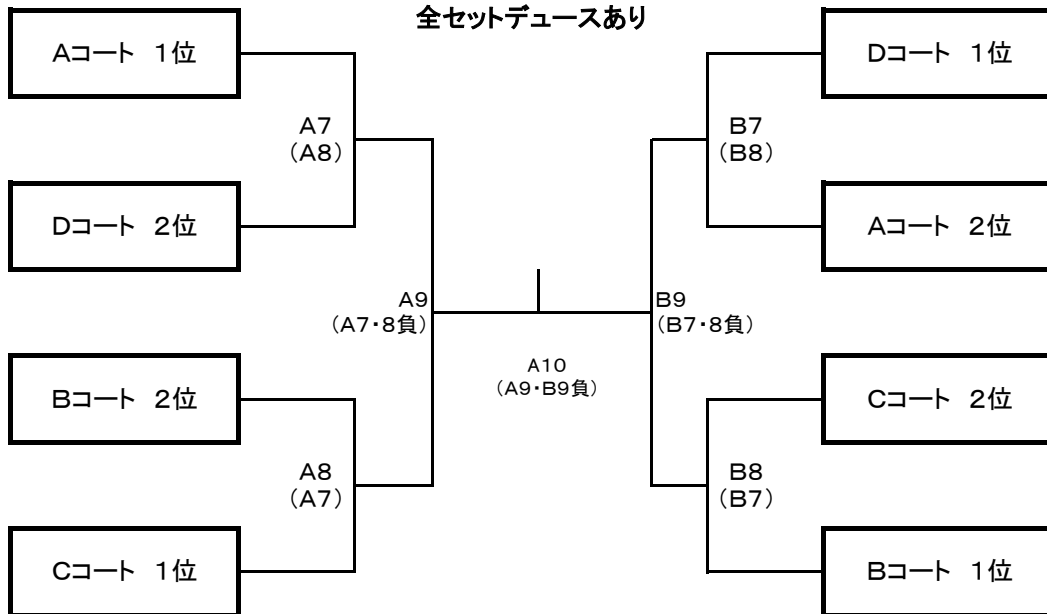 全セットデュースあり
Aコート　1位
Dコート　1位
A7
（A8）
B7
（B8）
Dコート　2位
Aコート　2位
A9
（A7・8負）
B9
（B7・8負）
A10
（A9・B9負）
Bコート　2位
Cコート　2位
A8
（A7）
B8
（B7）
Cコート　1位
Bコート　1位